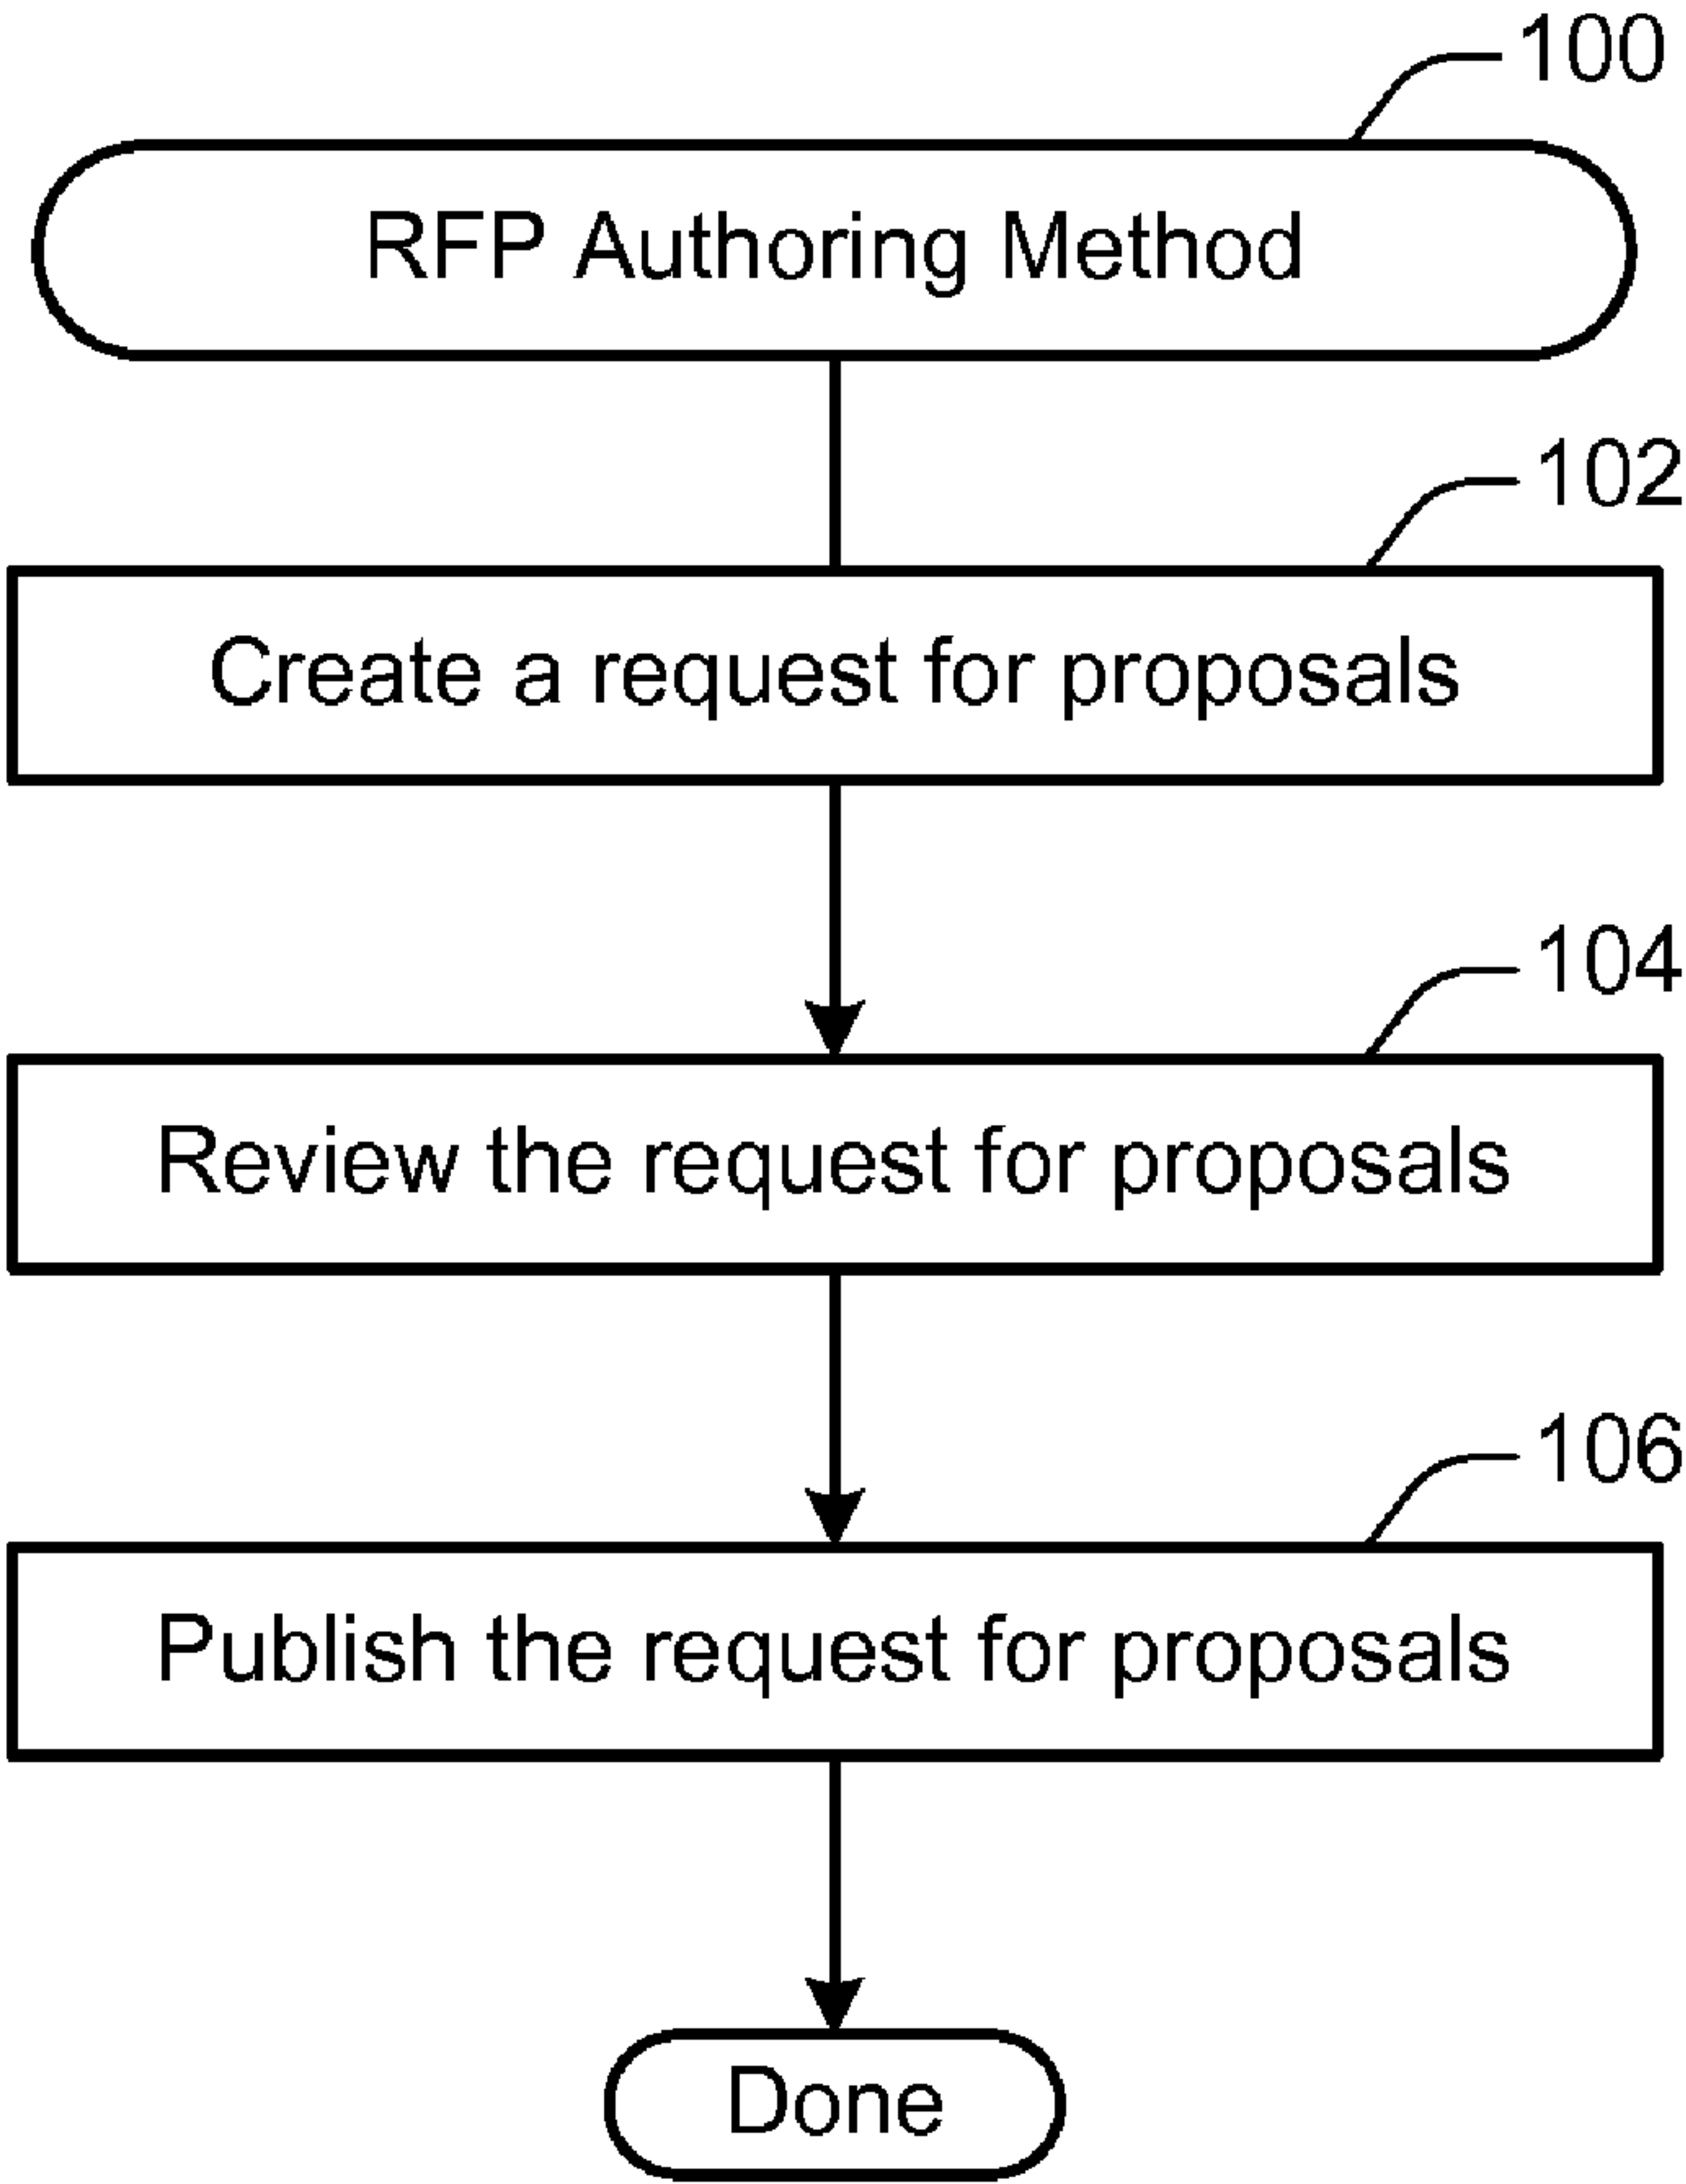 100
RFP Authoring Method
102
Create a request for proposals
104
Review the request for proposals
106
Publish the request for proposals
Done